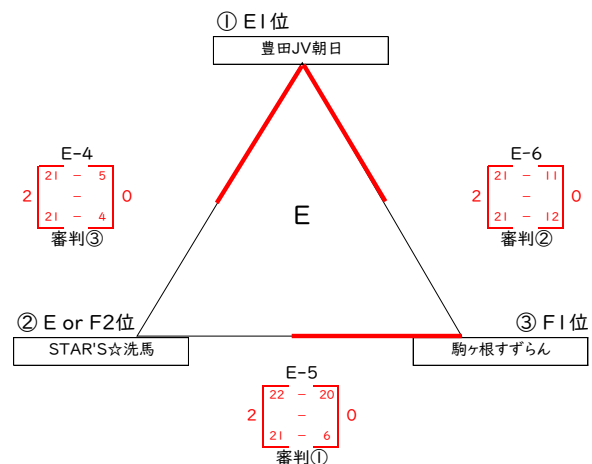 ① E1位
豊田JV朝日
E-4
21 - 5
2 - 0
21 - 4
審判③
E-6
21 - 11
2 - 0
21 - 12
審判②
E
② E or F2位
STAR'S☆洗馬
③ F1位
駒ヶ根すずらん
E-5
22 - 20
2 - 0
21 - 6
審判①